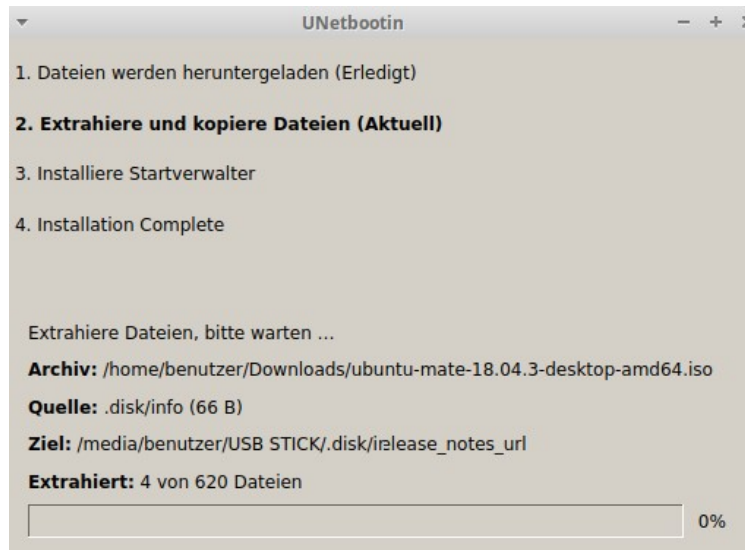 UNetbootin
1. Dateien werden heruntergeladen (Erledigt)
2. Extrahiere und kopiere Dateien (Aktuell)
3. Installiere Startverwalter
4. Installation Complete
Extrahiere Dateien, bitte warten ...
Archiv: /home/benutzer/Downloads/ubuntu-mate-18.04.3-desktop-amd64.iso
Quelle: .disk/info (66 B)
Ziel: /media/benutzer/USB STICK/
Extrahiert: 4 von 620 Dateien
0%